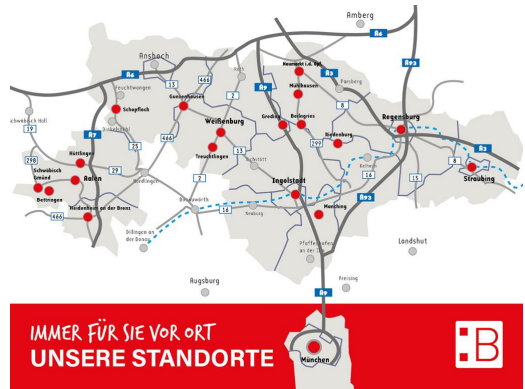 Amberg
A6
Ansbach
A6
466
Roth
A9
Neumarkt i.d. Opf.
A3
Parsberg
A93
Feuchtwangen
13
Gunzenhausen
2
Mühlhausen
8
Schopfloch
Dinkelsbühl
Weißenburg
Greding
Beilngries
Regensburg
Schwäbisch Hall
19
A7
25
466
Riedenburg
299
A3
298
Hüttlingen
Treuchtlingen
13
Eichstätt
Kelheim
8
Schwäbisch
Gmünd
Aalen
29
Nördlingen
2
Ingolstadt
16
15
Straubing
Bettringen
Heidenheim an der Brenz
Donauwörth
16
Neuburg
Manching
A93
466
Dillingen an
der Donau
Pfaffenhofen
an der Ilm
Landshut
Augsburg
A9
Freising
IMMER FÜR SIE VOR ORT
UNSERE STANDORTE
München
:B